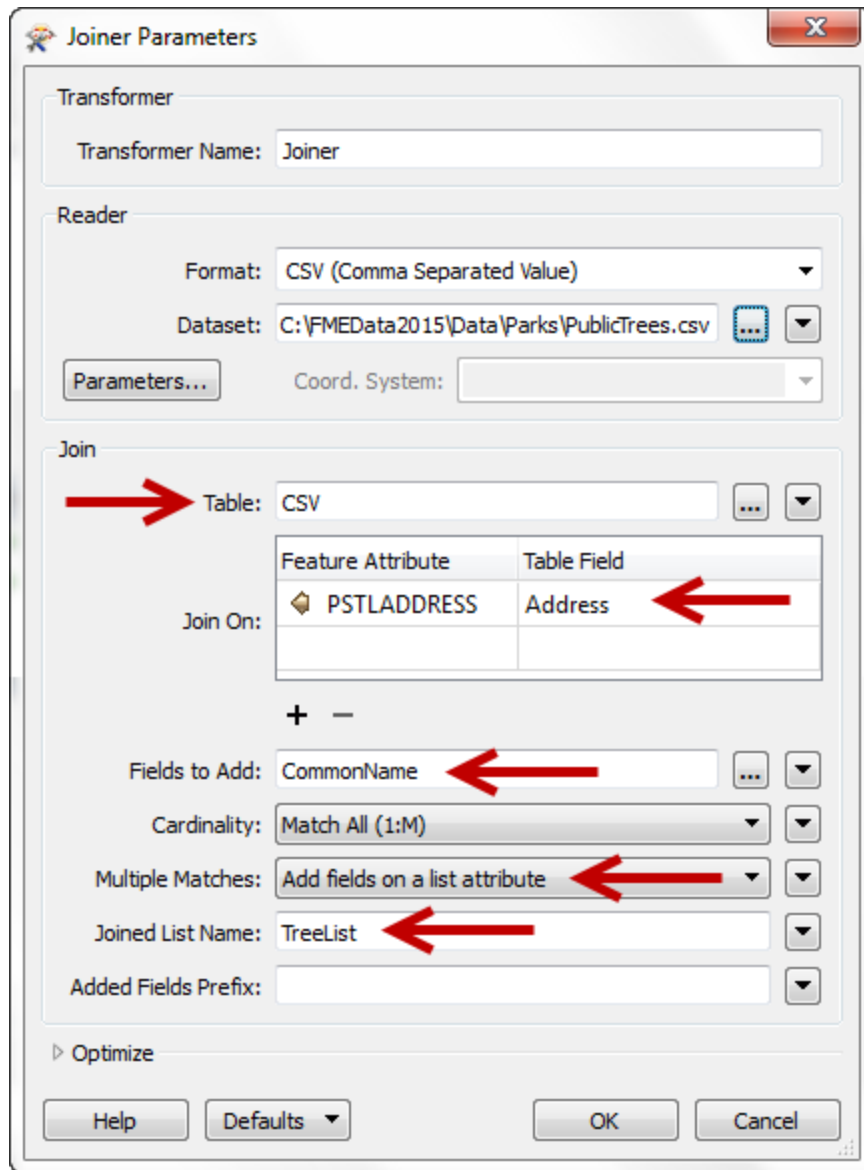 Joiner Parameters
Transformer
Transformer Name: Joiner
Reader
Format: CSV (Comma Separated Value)
Dataset: C:\FMEData2015\Data\Parks\PublicTrees.csv ...
Parameters... Coord. System:
Join
Table: CSV ...
Feature Attribute Table Field
Join On: PSTLADDRESS Address
+ −
Fields to Add: CommonName ...
Cardinality: Match All (1:M)
Multiple Matches: Add fields on a list attribute
Joined List Name: TreeList
Added Fields Prefix:
Optimize
Help Defaults OK Cancel